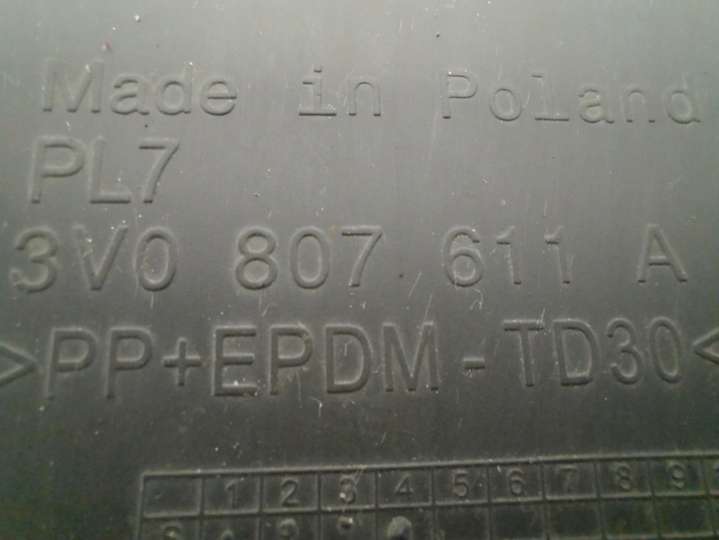 Made in Poland
PL7
3V0 807 611 A
>PP+EPDM-TD30<
1 2 3 4 5 6 7 8 9